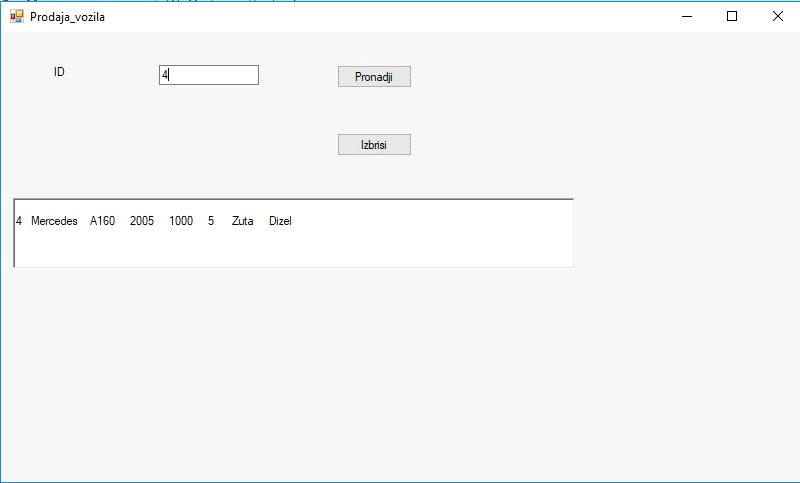 Prodaja_vozila
ID 4 Pronadji
Izbrisi
4 Mercedes A160 2005 1000 5 Zuta Dizel